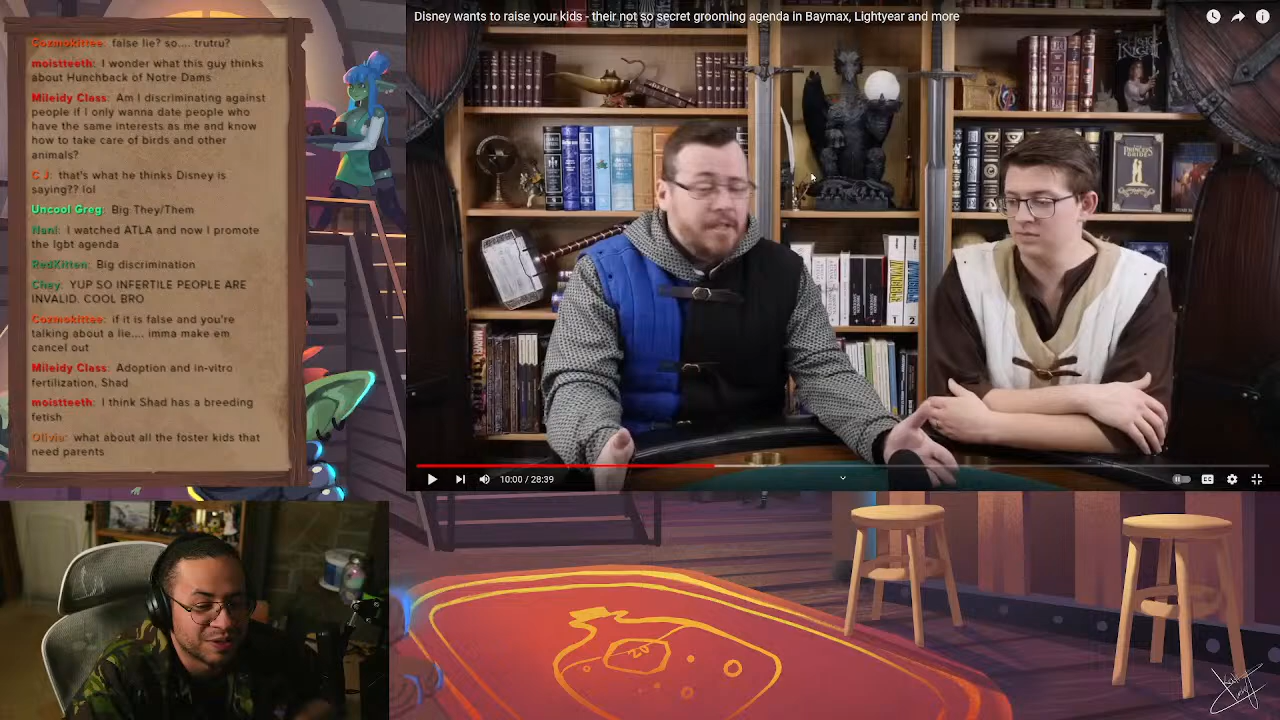 Cozmokittee: false lie? so.... trutru?
moistteeth: I wonder what this guy thinks
about Hunchback of Notre Dams
Mileidy Class: Am I discriminating against
people if I only wanna date people who
have the same interests as me and know
how to take care of birds and other
animals?
C J: that's what he thinks Disney is
saying?? lol
Uncool Greg: Big They/Them
Nani: I watched ATLA and now I promote
the lgbt agenda
RedKitten: Big discrimination
Chey: YUP SO INFERTILE PEOPLE ARE
INVALID. COOL BRO
Cozmokittee: if it is false and you're
talking about a lie.... imma make em
cancel out
Mileidy Class: Adoption and in-vitro
fertilization, Shad
moistteeth: I think Shad has a breeding
fetish
Olivia: what about all the foster kids that
need parents
Disney wants to raise your kids - their not so secret grooming agenda in Baymax, Lightyear and more
PRINCESS
BRIDE
10:00 / 28:39
CC
20